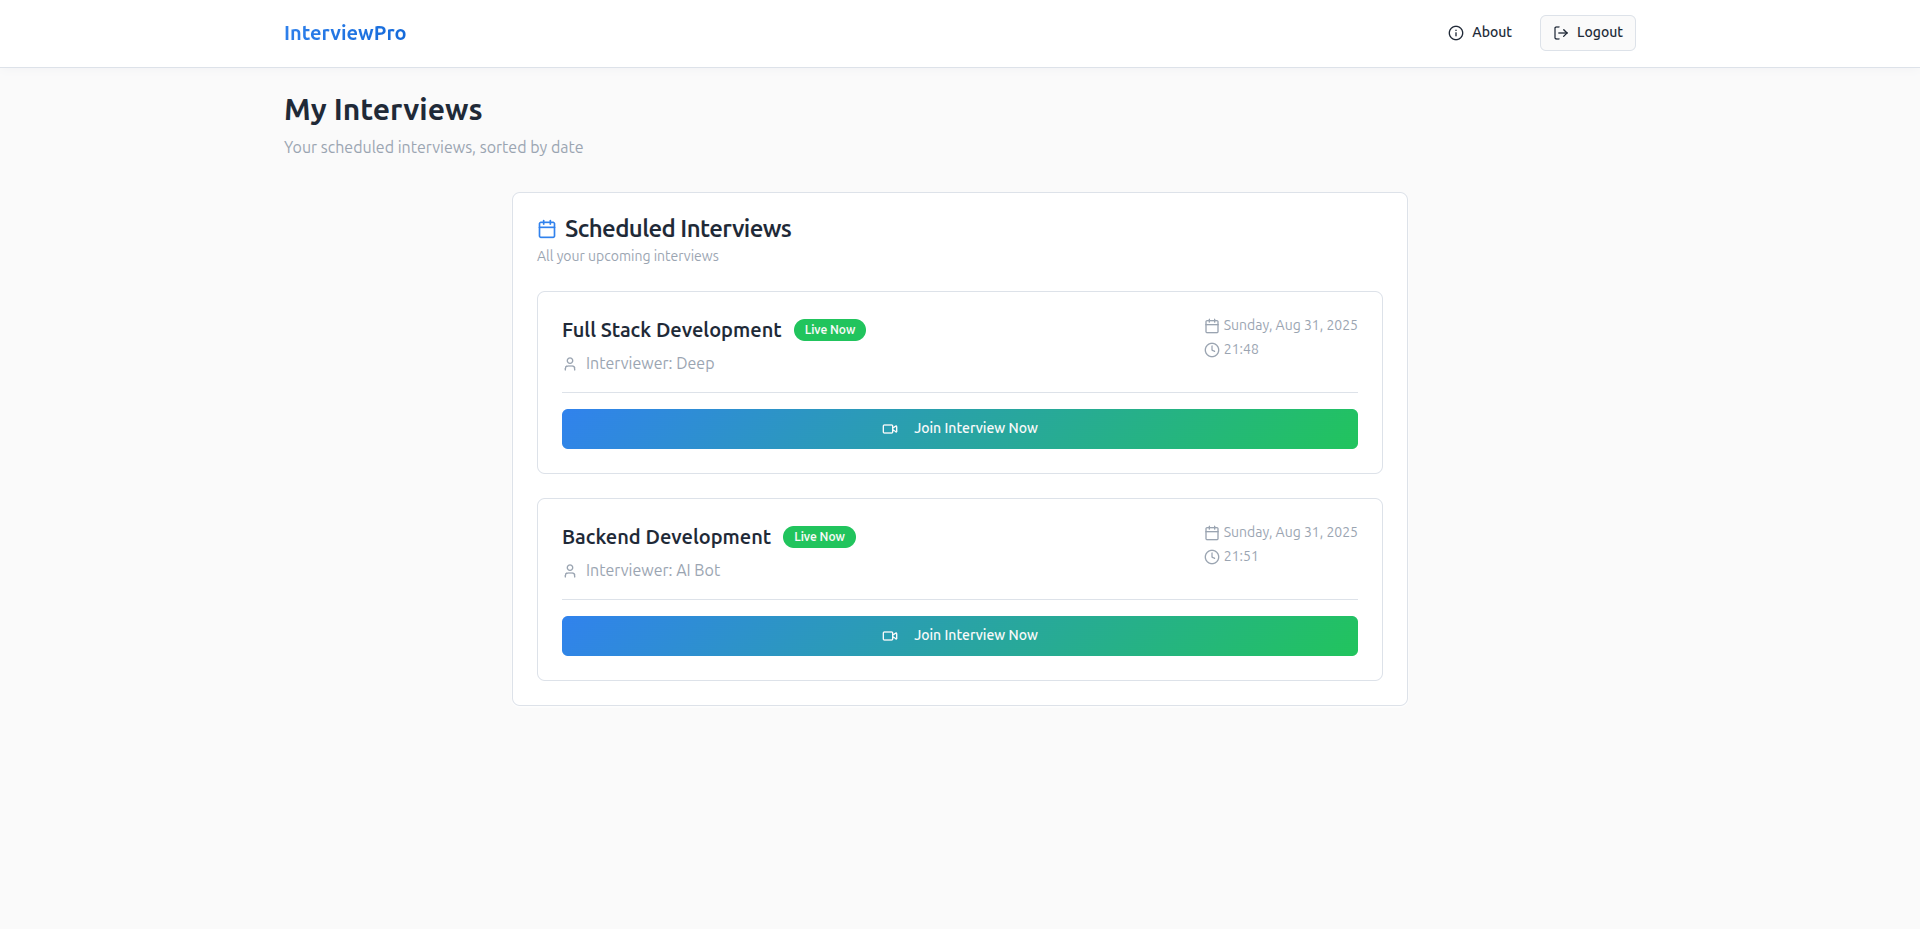 InterviewPro
About
Logout
My Interviews
Your scheduled interviews, sorted by date
Scheduled Interviews
All your upcoming interviews
Full Stack Development
Live Now
Sunday, Aug 31, 2025
21:48
Interviewer: Deep
Join Interview Now
Backend Development
Live Now
Sunday, Aug 31, 2025
21:51
Interviewer: AI Bot
Join Interview Now